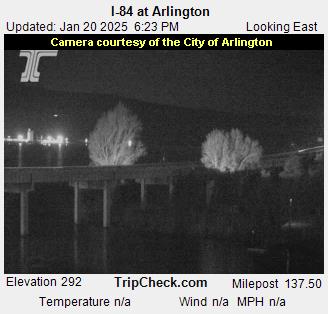 I-84 at Arlington
Updated: Jan 20 2025 6:23 PM Looking East
Camera courtesy of the City of Arlington
Elevation 292 TripCheck.com Milepost 137.50
Temperature n/a Wind n/a MPH n/a